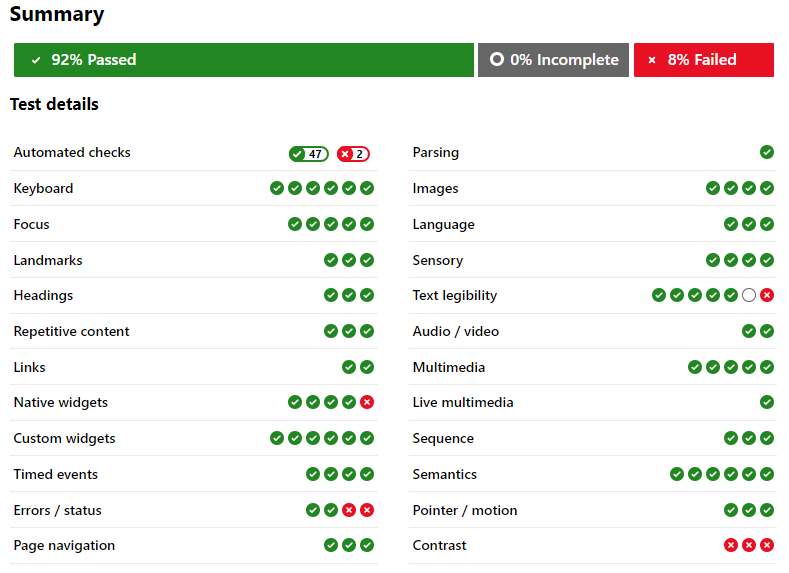 Summary
92% Passed
0% Incomplete
8% Failed
Test details
Automated checks 47 2
Keyboard
Focus
Landmarks
Headings
Repetitive content
Links
Native widgets
Custom widgets
Timed events
Errors / status
Page navigation
Parsing
Images
Language
Sensory
Text legibility
Audio / video
Multimedia
Live multimedia
Sequence
Semantics
Pointer / motion
Contrast